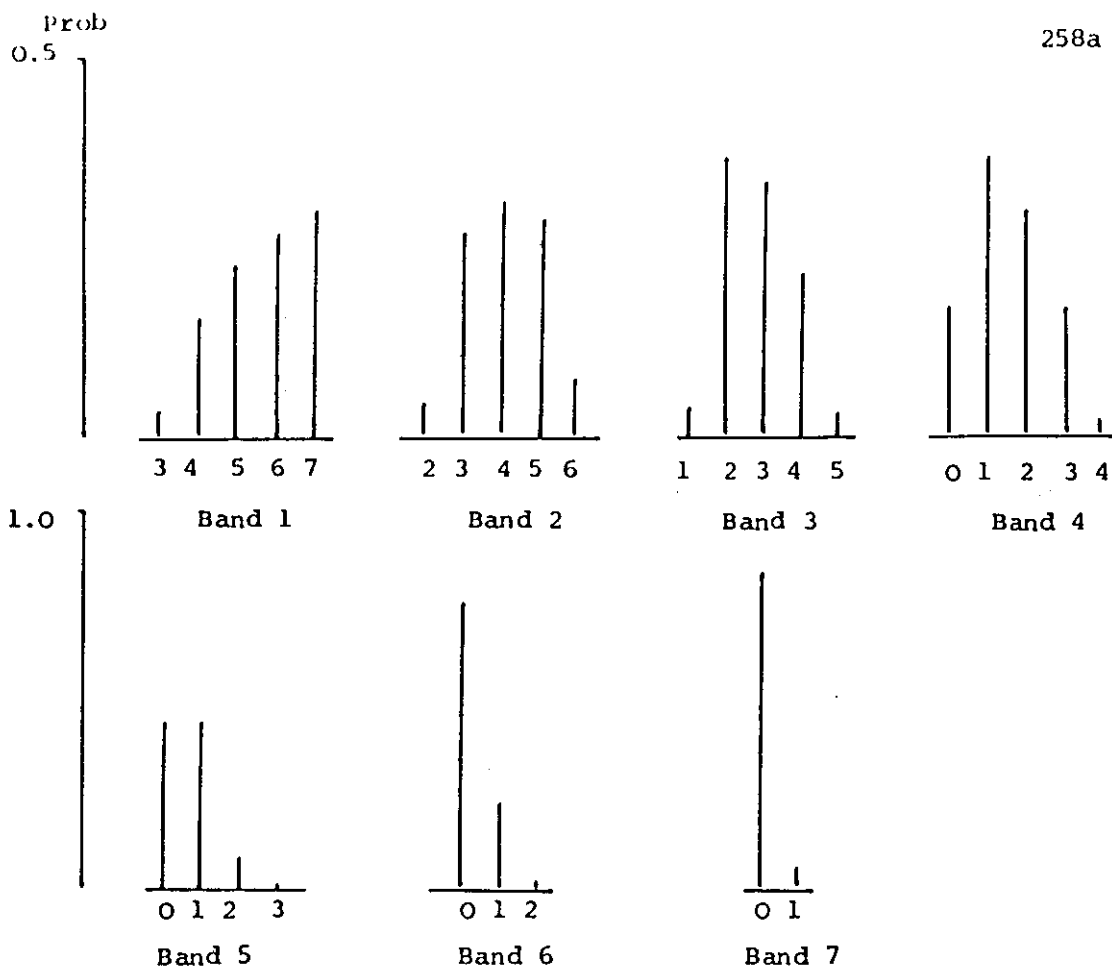 Prob
258a
0.5
3 4 5 6 7
2 3 4 5 6
1 2 3 4 5
0 1 2 3 4
Band 1
Band 2
Band 3
Band 4
1.0
0 1 2 3
0 1 2
0 1
Band 5
Band 6
Band 7